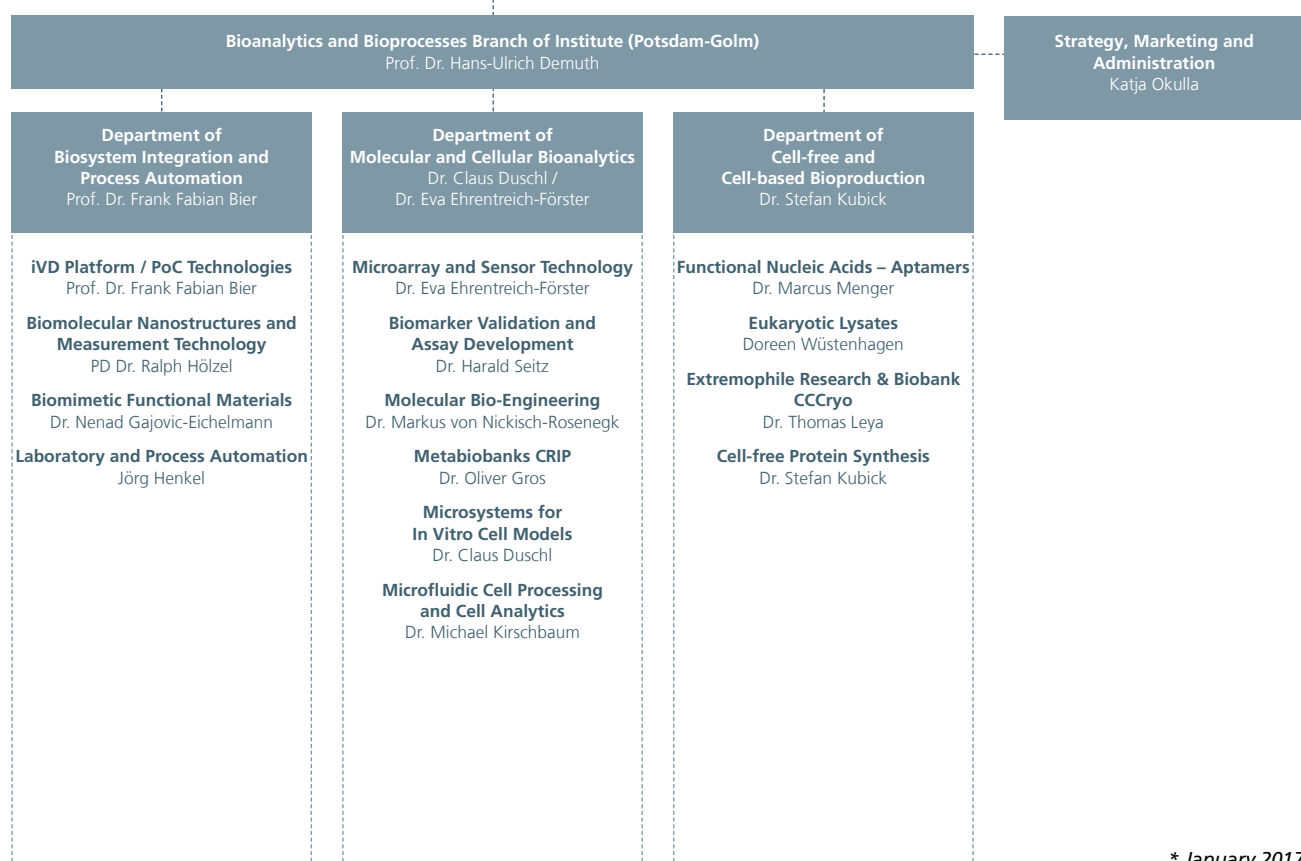 Bioanalytics and Bioprocesses Branch of Institute (Potsdam-Golm)
Prof. Dr. Hans-Ulrich Demuth
Strategy, Marketing and
Administration
Katja Okulla
Department of
Biosystem Integration and
Process Automation
Prof. Dr. Frank Fabian Bier
iVD Platform / PoC Technologies
Prof. Dr. Frank Fabian Bier
Biomolecular Nanostructures and
Measurement Technology
PD Dr. Ralph Hölzel
Biomimetic Functional Materials
Dr. Nenad Gajovic-Eichelmann
Laboratory and Process Automation
Jörg Henkel
Department of
Molecular and Cellular Bioanalytics
Dr. Claus Duschl /
Dr. Eva Ehrentreich-Förster
Microarray and Sensor Technology
Dr. Eva Ehrentreich-Förster
Biomarker Validation and
Assay Development
Dr. Harald Seitz
Molecular Bio-Engineering
Dr. Markus von Nickisch-Rosenegk
Metabiobanks CRIP
Dr. Oliver Gros
Microsystems for
In Vitro Cell Models
Dr. Claus Duschl
Microfluidic Cell Processing
and Cell Analytics
Dr. Michael Kirschbaum
Department of
Cell-free and
Cell-based Bioproduction
Dr. Stefan Kubick
Functional Nucleic Acids – Aptamers
Dr. Marcus Menger
Eukaryotic Lysates
Doreen Wüstenhagen
Extremophile Research & Biobank
CCCryo
Dr. Thomas Leya
Cell-free Protein Synthesis
Dr. Stefan Kubick
* January 2017